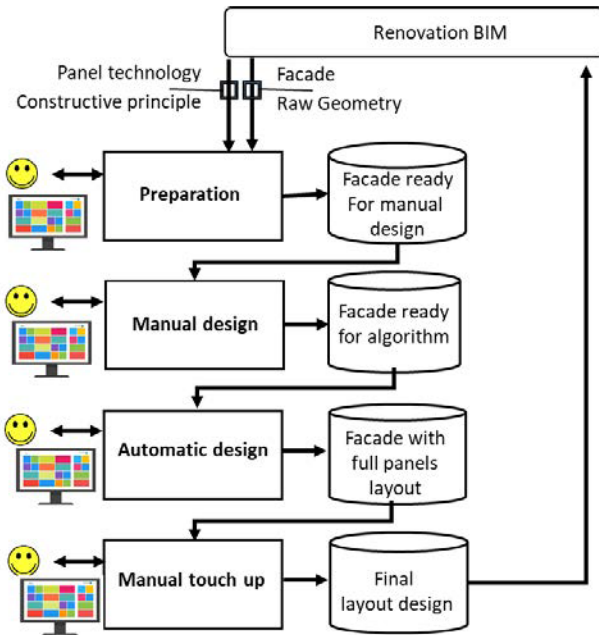 Renovation BIM
Panel technology
Constructive principle
Facade
Raw Geometry
Preparation
Facade ready
For manual
design
Manual design
Facade ready
for algorithm
Automatic design
Facade with
full panels
layout
Manual touch up
Final
layout design